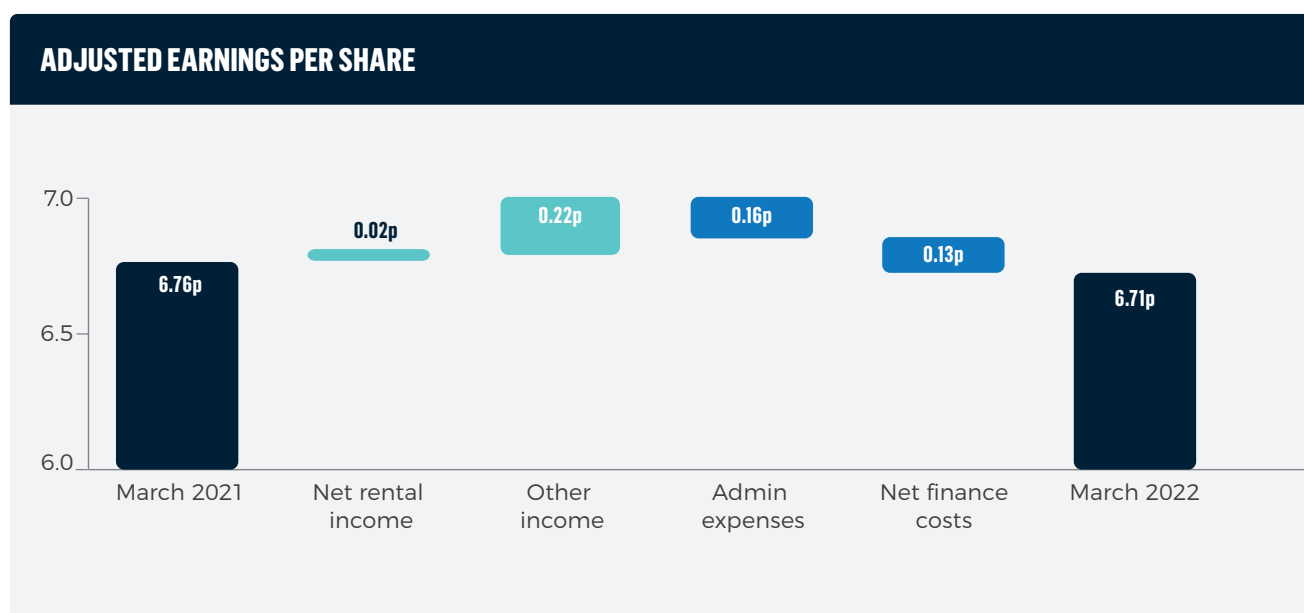 ADJUSTED EARNINGS PER SHARE
7.0
6.5
6.0
6.76p
0.02p
0.22p
0.16p
0.13p
6.71p
March 2021
Net rental
income
Other
income
Admin
expenses
Net finance
costs
March 2022